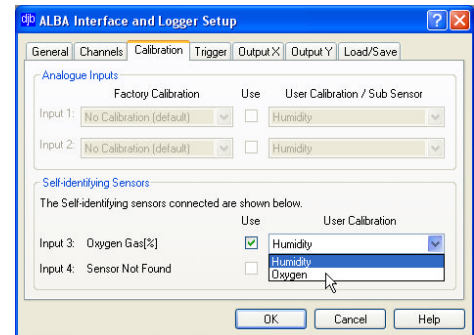 djb ALBA Interface and Logger Setup
General Channels Calibration Trigger Output X Output Y Load/Save
Analogue Inputs
Factory Calibration Use User Calibration / Sub Sensor
Input 1: No Calibration (default) Humidity
Input 2: No Calibration (default) Humidity
Self-identifying Sensors
The Self-identifying sensors connected are shown below.
Use User Calibration
Input 3: Oxygen Gas[%] Humidity
Humidity
Input 4: Sensor Not Found Oxygen
OK Cancel Help